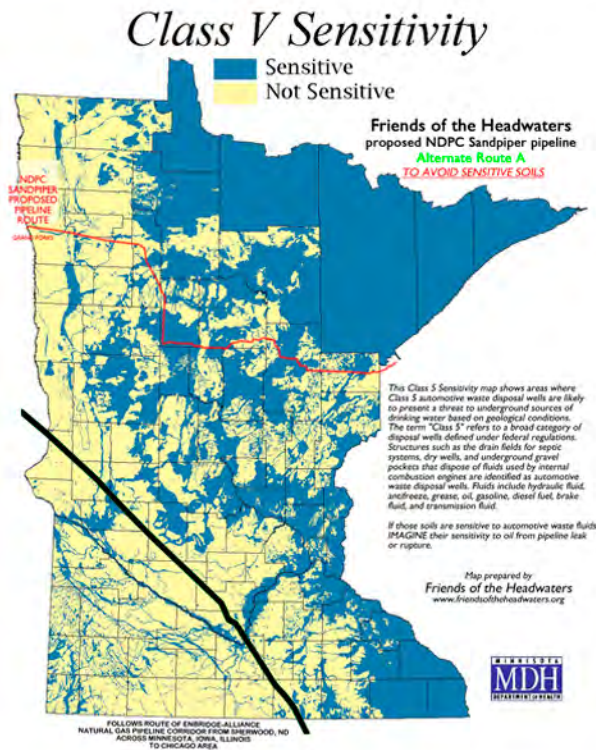 Class V Sensitivity
Sensitive
Not Sensitive
Friends of the Headwaters
proposed NDPC Sandpiper pipeline
Alternate Route A
TO AVOID SENSITIVE SOILS
NDPC
SANDPIPER
PROPOSED
PIPELINE
ROUTE
GRAND FORKS
This Class 5 Sensitivity map shows areas where
Class 5 automotive waste disposal wells are likely
to present a threat to underground sources of
drinking water based on geological conditions.
The term "Class 5" refers to a broad category of
disposal wells defined under federal regulations.
Structures such as the drain fields for septic
systems, dry wells, and underground gravel
pockets that dispose of fluids used by internal
combustion engines are identified as automotive
waste disposal wells. Fluids include hydraulic fluid,
antifreeze, grease, oil, gasoline, diesel fuel, brake
fluid, and transmission fluid.
If those soils are sensitive to automotive waste fluids
IMAGINE their sensitivity to oil from pipeline leak
or rupture.
Map prepared by
Friends of the Headwaters
www.friendsoftheheadwaters.org
MINNESOTA
MDH
DEPARTMENT OF HEALTH
FOLLOWS ROUTE OF ENBRIDGE-ALLIANCE
NATURAL GAS PIPELINE CORRIDOR FROM SHERWOOD, ND
ACROSS MINNESOTA, IOWA, ILLINOIS
TO CHICAGO AREA